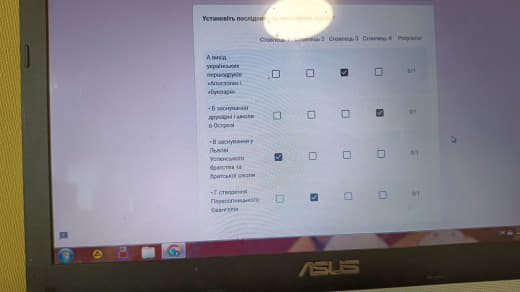 Установіть послідовність
Стовпець 1 Стовпець 2 Стовпець 3 Стовпець 4 Результат
А вихід
українських
першодруків
«Апостола» і
«Букваря»
0/1
• Б заснування
друкарні і школи
в Острозі
0/1
• В заснування у
Львові
Успенського
братства та
братської школи
0/1
• Г створення
Пересопницького
Євангелія
0/1
ASUS